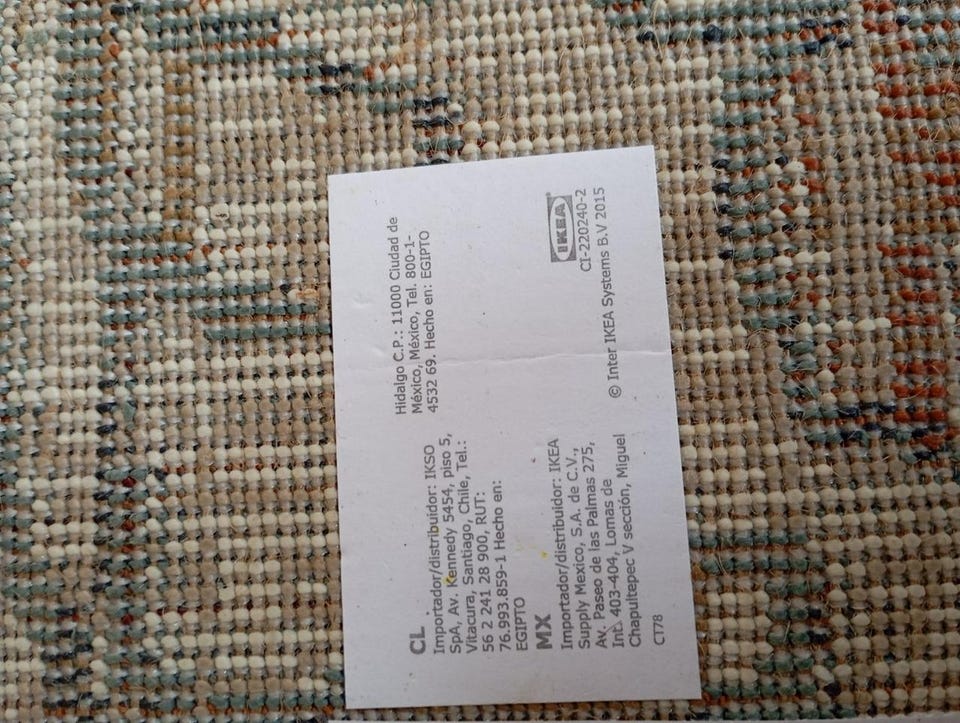 CL
Importador/distribuidor: IKSO
SpA, Av. Kennedy 5454, piso 5,
Vitacura, Santiago, Chile, Tel.:
56 2 241 28 900, RUT:
76.993.859-1 Hecho en:
EGIPTO
MX
Importador/distribuidor: IKEA
Supply Mexico, S.A. de C.V.,
Av. Paseo de las Palmas 275,
Int. 403-404, Lomas de
Chapultepec V sección, Miguel
CT78
Hidalgo C.P.: 11000 Ciudad de
México, México, Tel. 800-1-
4532 69. Hecho en: EGIPTO
IKEA®
CI-220240-2
© Inter IKEA Systems B.V 2015